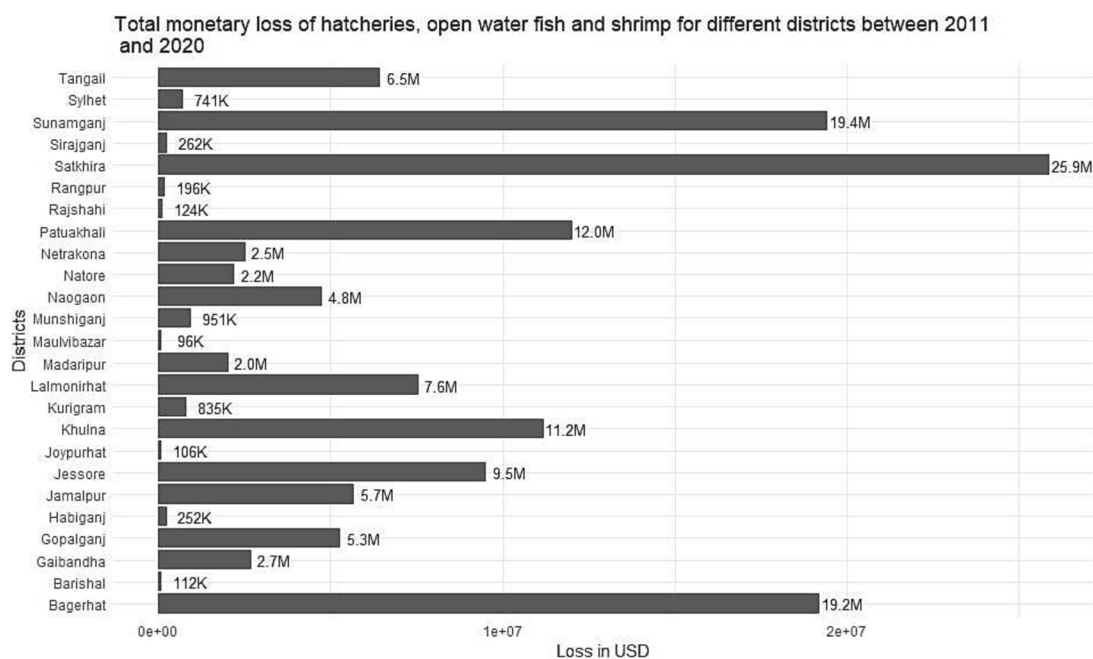 Total monetary loss of hatcheries, open water fish and shrimp for different districts between 2011
and 2020
Tangail 6.5M
Sylhet 741K
Sunamganj 19.4M
Sirajganj 262K
Satkhira 25.9M
Rangpur 196K
Rajshahi 124K
Patuakhali 12.0M
Netrakona 2.5M
Natore 2.2M
Naogaon 4.8M
Munshiganj 951K
Maulvibazar 96K
Madaripur 2.0M
Lalmonirhat 7.6M
Kurigram 835K
Khulna 11.2M
Joypurhat 106K
Jessore 9.5M
Jamalpur 5.7M
Habiganj 252K
Gopalganj 5.3M
Gaibandha 2.7M
Barishal 112K
Bagerhat 19.2M
Districts
0e+00 1e+07 2e+07
Loss in USD